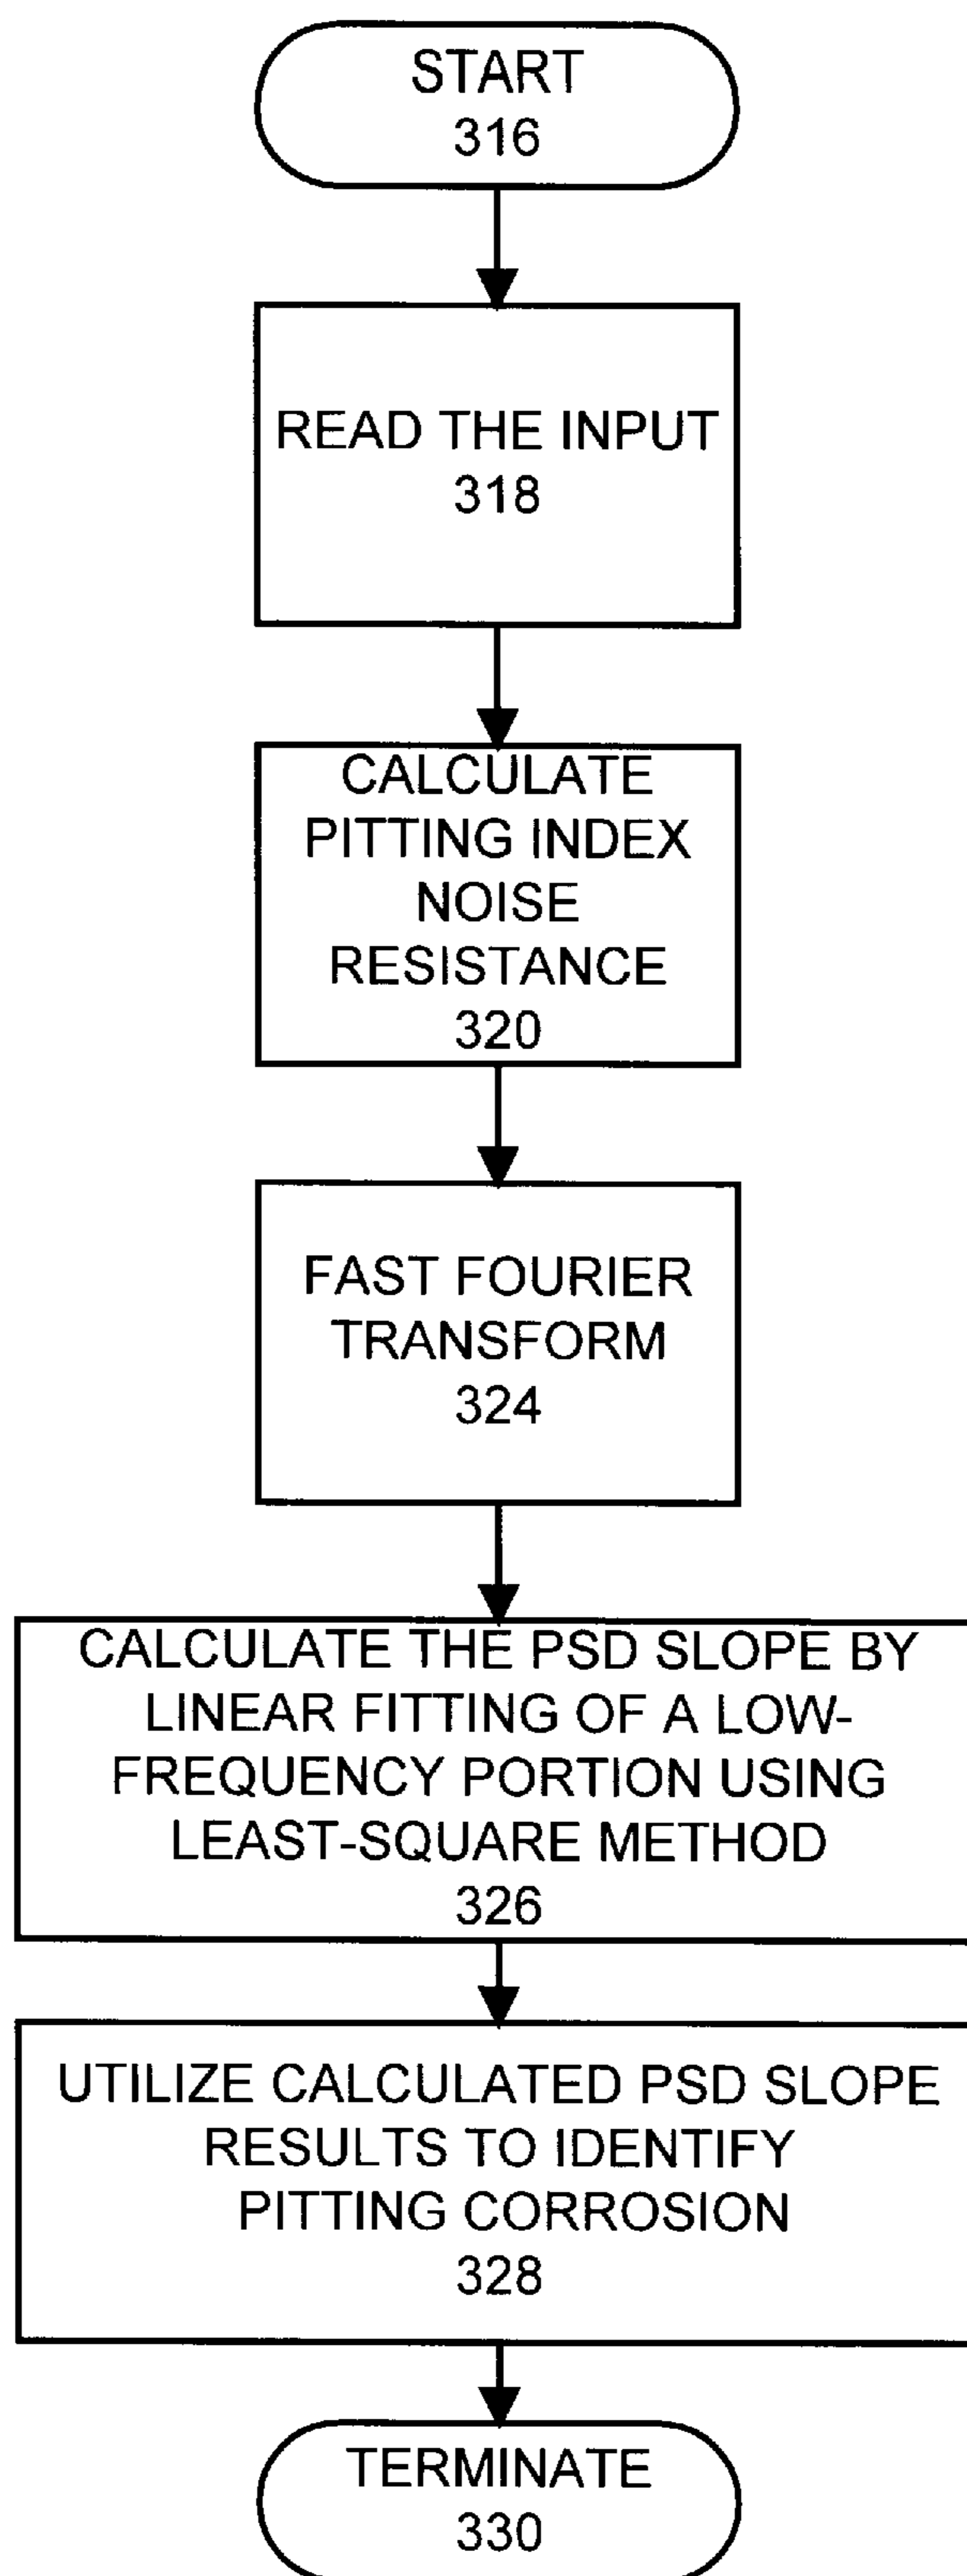 START
316
READ THE INPUT
318
CALCULATE
PITTING INDEX
NOISE
RESISTANCE
320
FAST FOURIER
TRANSFORM
324
CALCULATE THE PSD SLOPE BY
LINEAR FITTING OF A LOW-
FREQUENCY PORTION USING
LEAST-SQUARE METHOD
326
UTILIZE CALCULATED PSD SLOPE
RESULTS TO IDENTIFY
PITTING CORROSION
328
TERMINATE
330